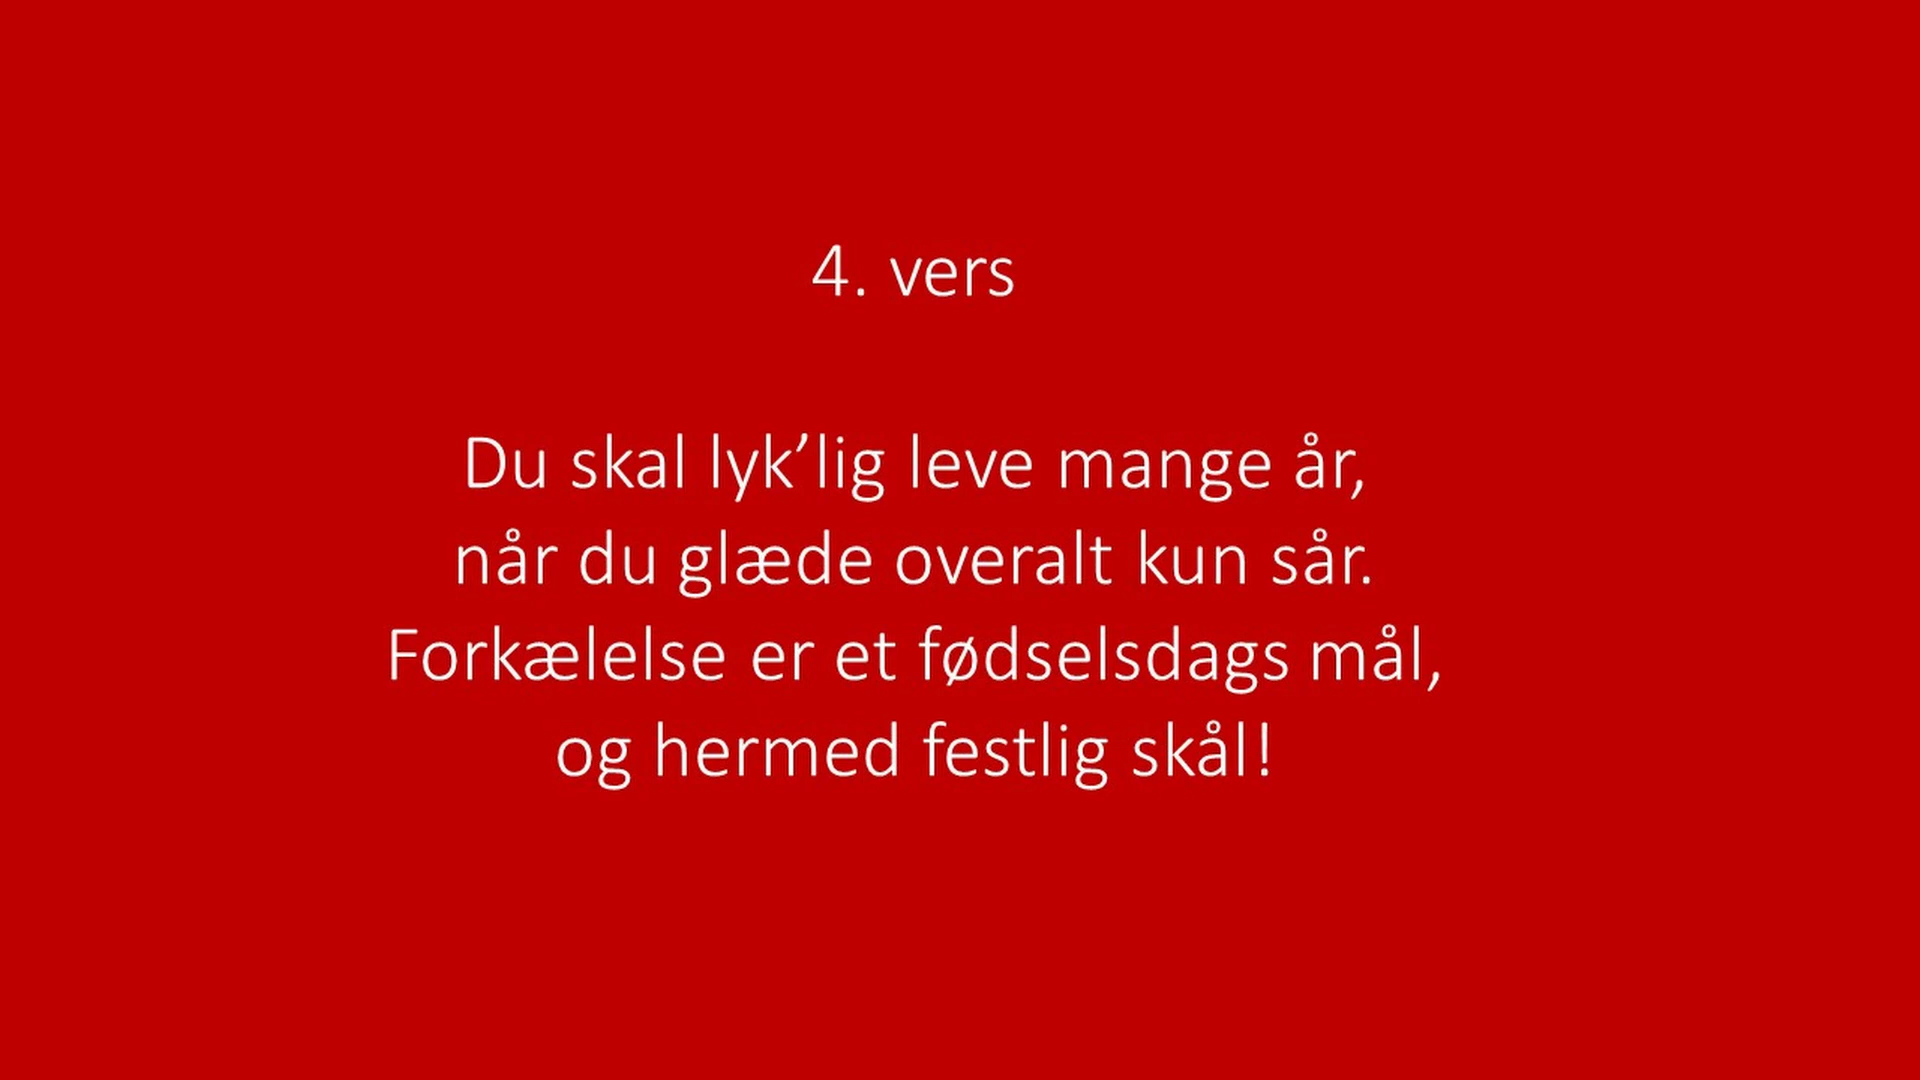 4. vers
Du skal lyk’lig leve mange år,
når du glæde overalt kun sår.
Forkælelse er et fødselsdags mål,
og hermed festlig skål!